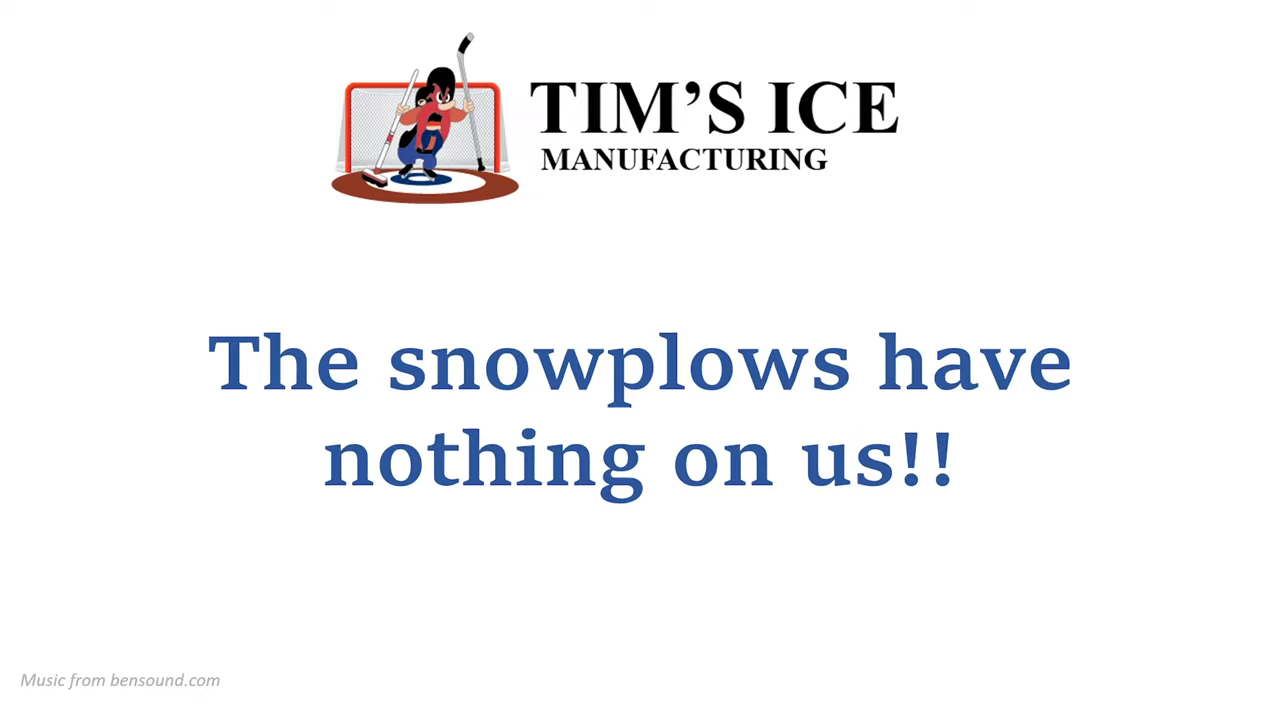 TIM'S ICE
MANUFACTURING
The snowplows have
nothing on us!!
Music from bensound.com